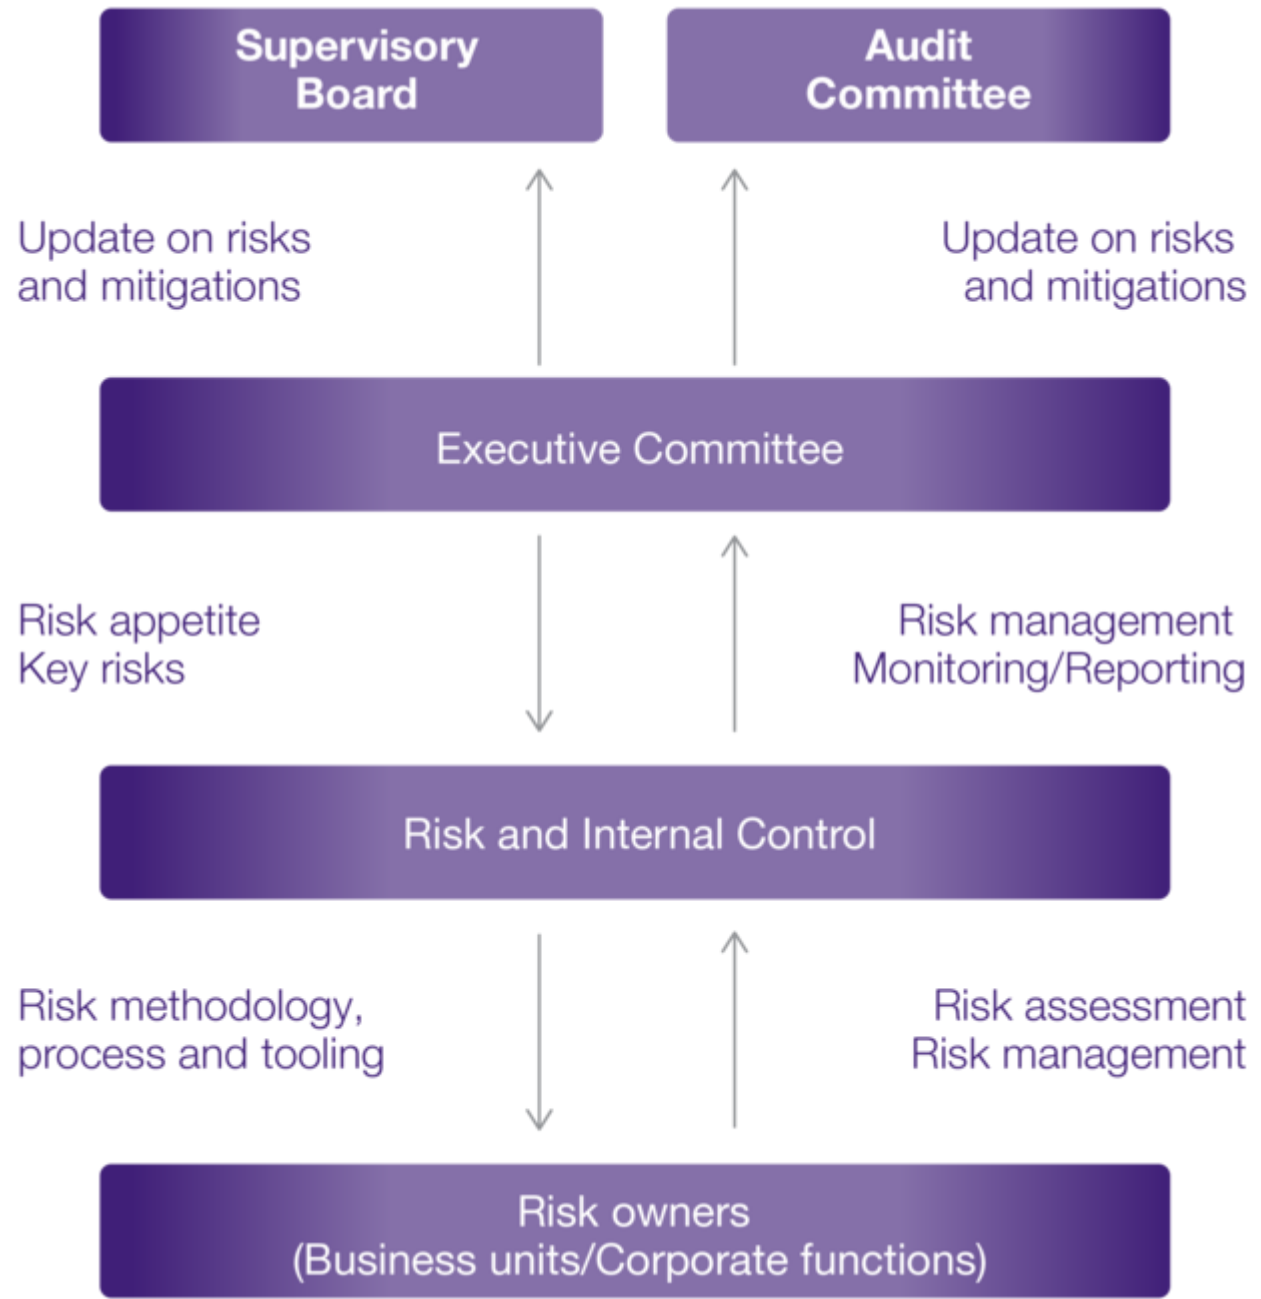 Supervisory
Board
Audit
Committee
Update on risks
and mitigations
Update on risks
and mitigations
Executive Committee
Risk appetite
Key risks
Risk management
Monitoring/Reporting
Risk and Internal Control
Risk methodology,
process and tooling
Risk assessment
Risk management
Risk owners
(Business units/Corporate functions)